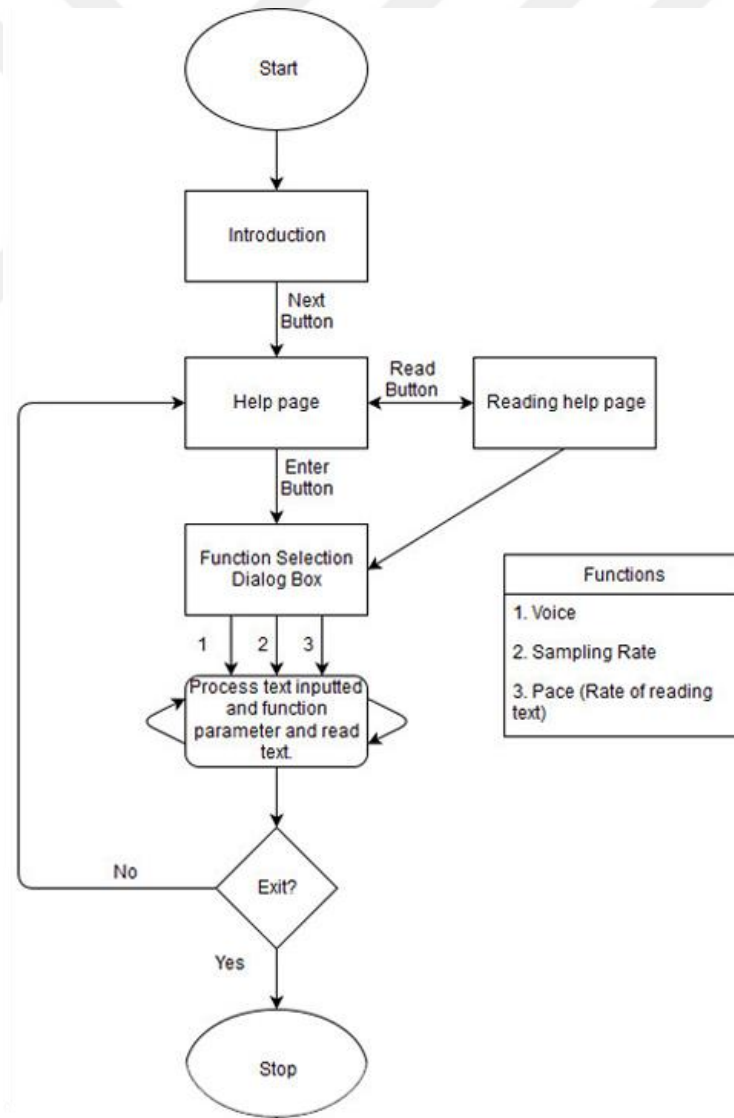 Start
Introduction
Next
Button
Help page
Read
Button
Reading help page
Enter
Button
Function Selection
Dialog Box
1
2
3
Process text inputted
and function
parameter and read
text.
Exit?
No
Yes
Stop
Functions
1. Voice
2. Sampling Rate
3. Pace (Rate of reading
text)